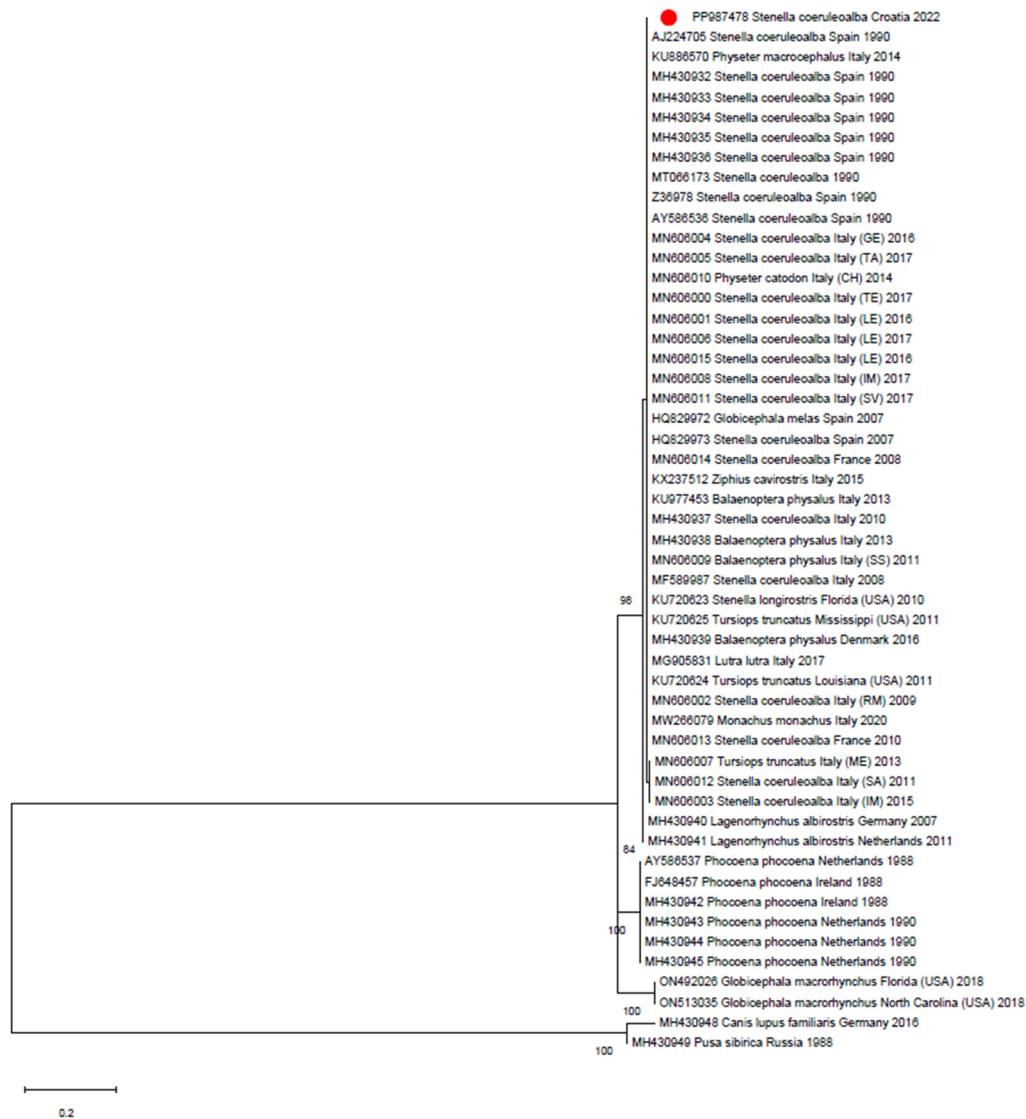 PP987478 Stenella coeruleoalba Croatia 2022
AJ224705 Stenella coeruleoalba Spain 1990
KU886570 Physeter macrocephalus Italy 2014
MH430932 Stenella coeruleoalba Spain 1990
MH430933 Stenella coeruleoalba Spain 1990
MH430934 Stenella coeruleoalba Spain 1990
MH430935 Stenella coeruleoalba Spain 1990
MH430936 Stenella coeruleoalba Spain 1990
MT066173 Stenella coeruleoalba 1990
Z36978 Stenella coeruleoalba Spain 1990
AY586536 Stenella coeruleoalba Spain 1990
MN606004 Stenella coeruleoalba Italy (GE) 2016
MN606005 Stenella coeruleoalba Italy (TA) 2017
MN606010 Physeter catodon Italy (CH) 2014
MN606000 Stenella coeruleoalba Italy (TE) 2017
MN606001 Stenella coeruleoalba Italy (LE) 2016
MN606006 Stenella coeruleoalba Italy (LE) 2017
MN606015 Stenella coeruleoalba Italy (LE) 2016
MN606008 Stenella coeruleoalba Italy (IM) 2017
MN606011 Stenella coeruleoalba Italy (SV) 2017
HQ829972 Globicephala melas Spain 2007
HQ829973 Stenella coeruleoalba Spain 2007
MN606014 Stenella coeruleoalba France 2008
KX237512 Ziphius cavirostris Italy 2015
KU977453 Balaenoptera physalus Italy 2013
MH430937 Stenella coeruleoalba Italy 2010
MH430938 Balaenoptera physalus Italy 2013
MN606009 Balaenoptera physalus Italy (SS) 2011
MF589987 Stenella coeruleoalba Italy 2008
98
KU720623 Stenella longirostris Florida (USA) 2010
KU720625 Tursiops truncatus Mississippi (USA) 2011
MH430939 Balaenoptera physalus Denmark 2016
MG905831 Lutra lutra Italy 2017
KU720624 Tursiops truncatus Louisiana (USA) 2011
MN606002 Stenella coeruleoalba Italy (RM) 2009
MW266079 Monachus monachus Italy 2020
MN606013 Stenella coeruleoalba France 2010
MN606007 Tursiops truncatus Italy (ME) 2013
MN606012 Stenella coeruleoalba Italy (SA) 2011
MN606003 Stenella coeruleoalba Italy (IM) 2015
MH430940 Lagenorhynchus albirostris Germany 2007
MH430941 Lagenorhynchus albirostris Netherlands 2011
84
AY586537 Phocoena phocoena Netherlands 1988
FJ648457 Phocoena phocoena Ireland 1988
MH430942 Phocoena phocoena Ireland 1988
MH430943 Phocoena phocoena Netherlands 1990
100
MH430944 Phocoena phocoena Netherlands 1990
MH430945 Phocoena phocoena Netherlands 1990
ON492026 Globicephala macrorhynchus Florida (USA) 2018
ON513035 Globicephala macrorhynchus North Carolina (USA) 2018
100
MH430948 Canis lupus familiaris Germany 2016
MH430949 Pusa sibirica Russia 1988
100
0.2